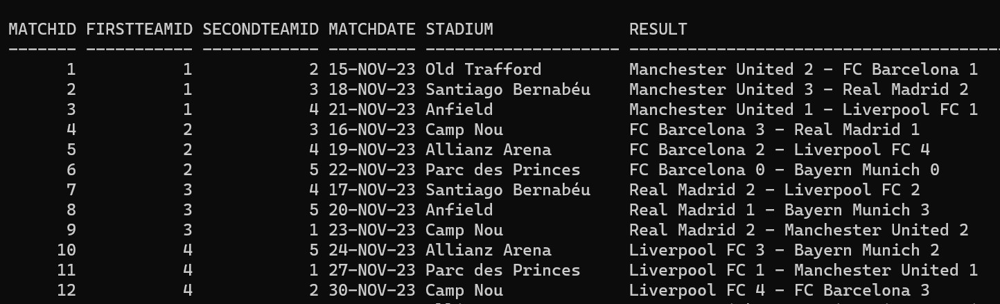 MATCHID FIRSTTEAMID SECONDTEAMID MATCHDATE STADIUM RESULT
------- ----------- ------------ --------- -------------------- --------------------------------------
1 1 2 15-NOV-23 Old Trafford Manchester United 2 - FC Barcelona 1
2 1 3 18-NOV-23 Santiago Bernabéu Manchester United 3 - Real Madrid 2
3 1 4 21-NOV-23 Anfield Manchester United 1 - Liverpool FC 1
4 2 3 16-NOV-23 Camp Nou FC Barcelona 3 - Real Madrid 1
5 2 4 19-NOV-23 Allianz Arena FC Barcelona 2 - Liverpool FC 4
6 2 5 22-NOV-23 Parc des Princes FC Barcelona 0 - Bayern Munich 0
7 3 4 17-NOV-23 Santiago Bernabéu Real Madrid 2 - Liverpool FC 2
8 3 5 20-NOV-23 Anfield Real Madrid 1 - Bayern Munich 3
9 3 1 23-NOV-23 Camp Nou Real Madrid 2 - Manchester United 2
10 4 5 24-NOV-23 Allianz Arena Liverpool FC 3 - Bayern Munich 2
11 4 1 27-NOV-23 Parc des Princes Liverpool FC 1 - Manchester United 1
12 4 2 30-NOV-23 Camp Nou Liverpool FC 4 - FC Barcelona 3